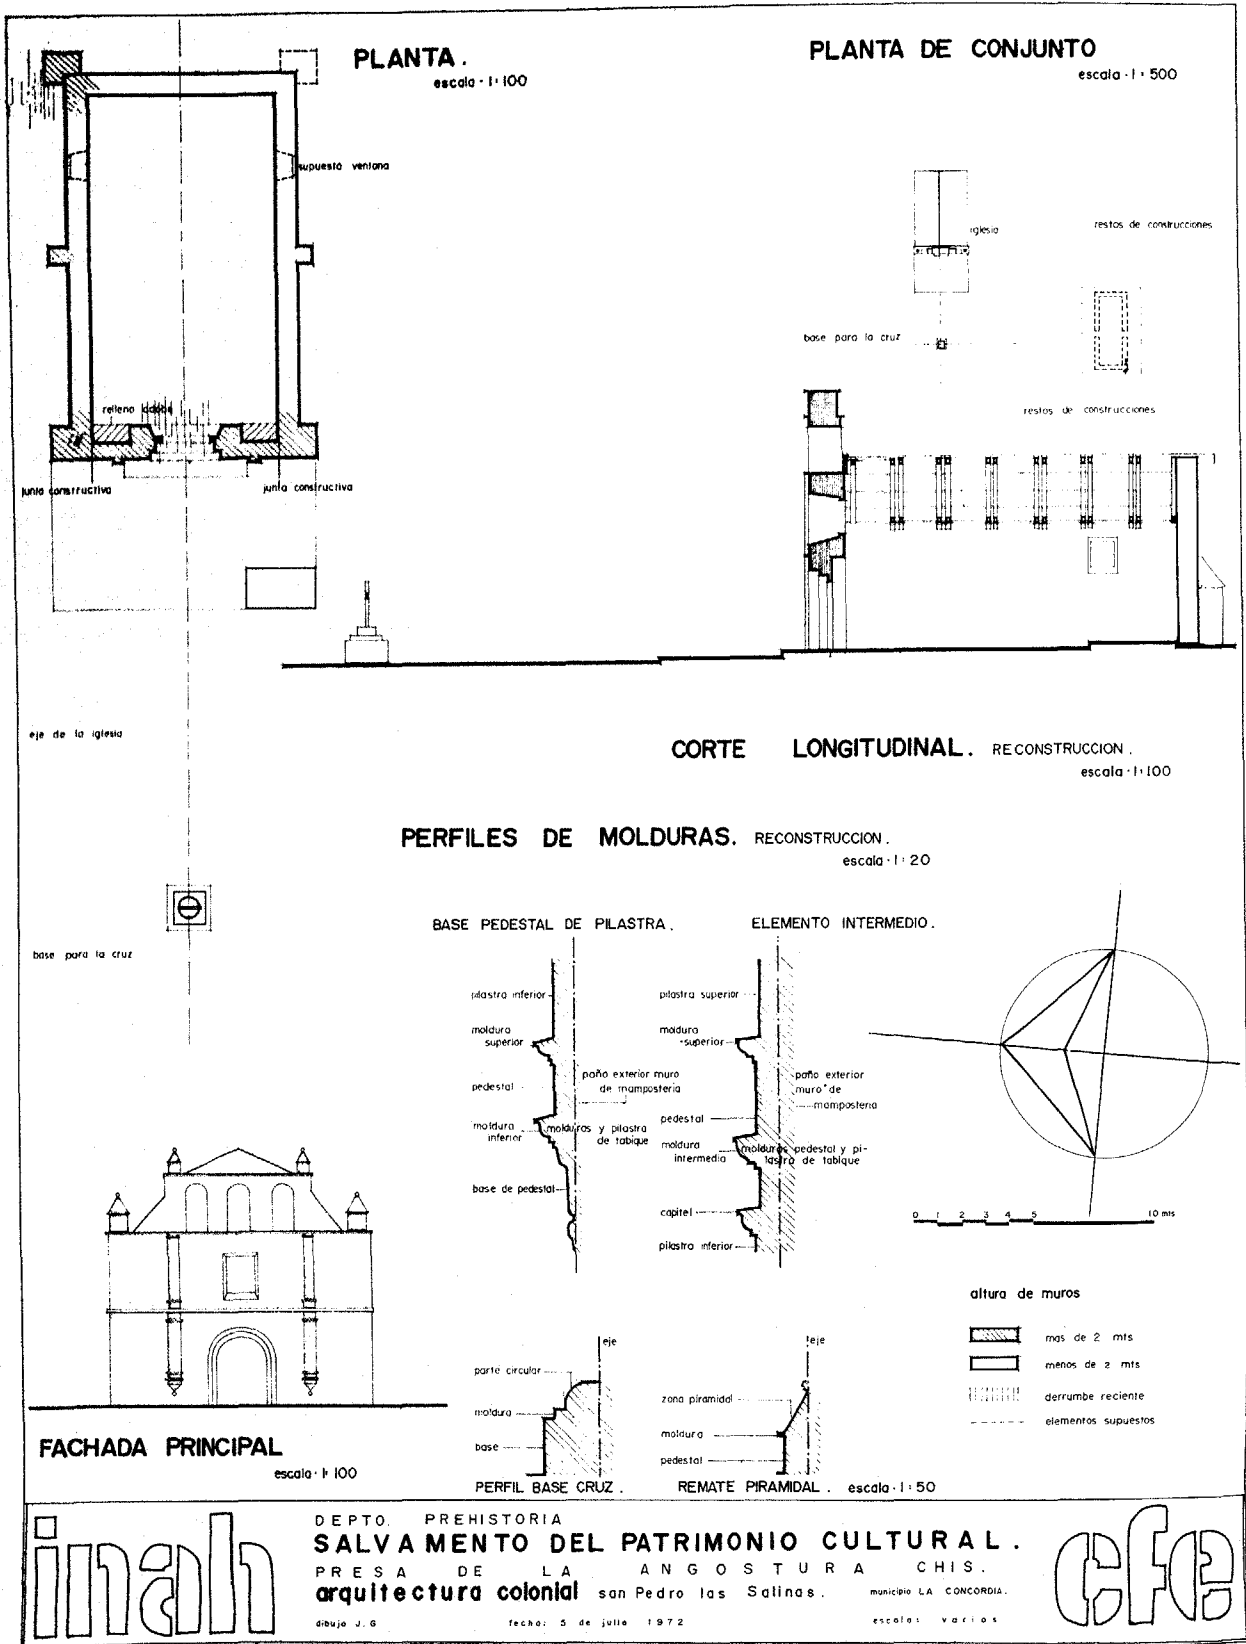 PLANTA.
escala·1:100
PLANTA DE CONJUNTO
escala·1:500
supuesta ventana
relleno adobe
junta constructiva
junta constructiva
iglesia
restos de construcciones
base para la cruz
restos de construcciones
eje de la iglesia
base para la cruz
CORTE LONGITUDINAL. RECONSTRUCCION.
escala·1:100
PERFILES DE MOLDURAS. RECONSTRUCCION.
escala·1:20
BASE PEDESTAL DE PILASTRA.
pilastra inferior
moldura
superior
pedestal
paño exterior muro
de mamposteria
moldura
inferior
molduras y pilastra
de tabique
base de pedestal
ELEMENTO INTERMEDIO.
pilastra superior
moldura
superior
paño exterior
muro de
mamposteria
pedestal
moldura
intermedia
molduras pedestal y pi-
lastra de tabique
capitel
pilastra inferior
0 1 2 3 4 5 10 mts
altura de muros
mas de 2 mts
menos de 2 mts
derrumbe reciente
elementos supuestos
eje
parte circular
moldura
base
PERFIL BASE CRUZ.
eje
zona piramidal
moldura
pedestal
REMATE PIRAMIDAL. escala·1:50
FACHADA PRINCIPAL
escala·1:100
inah
DEPTO. PREHISTORIA
SALVAMENTO DEL PATRIMONIO CULTURAL.
PRESA DE LA ANGOSTURA CHIS.
arquitectura colonial san Pedro las Salinas. municipio LA CONCORDIA.
dibujo J.G fecha: 5 de julio 1972 escala: varias
cfe